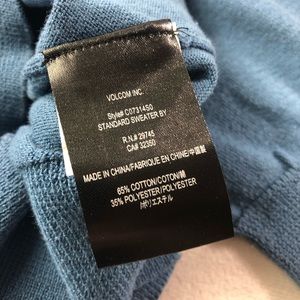 VOLCOM INC.
Style# C0731450
STANDARD SWEATER BY
R.N.# 29745
CA# 32350
MADE IN CHINA/FABRIQUE EN CHINE/中国製
65% COTTON/COTON/綿
35% POLYESTER/POLYESTER
/ポリエステル